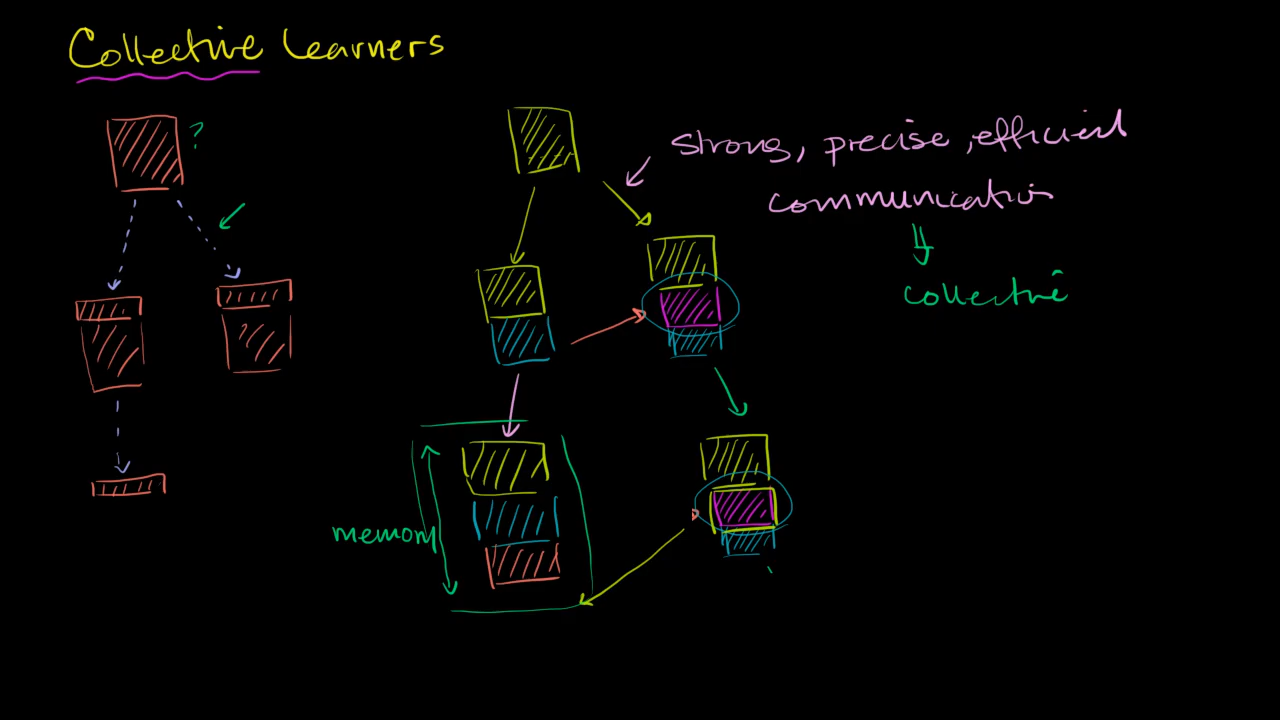 Collective Learners
?
strong, precise, efficient
communication
collective
memory